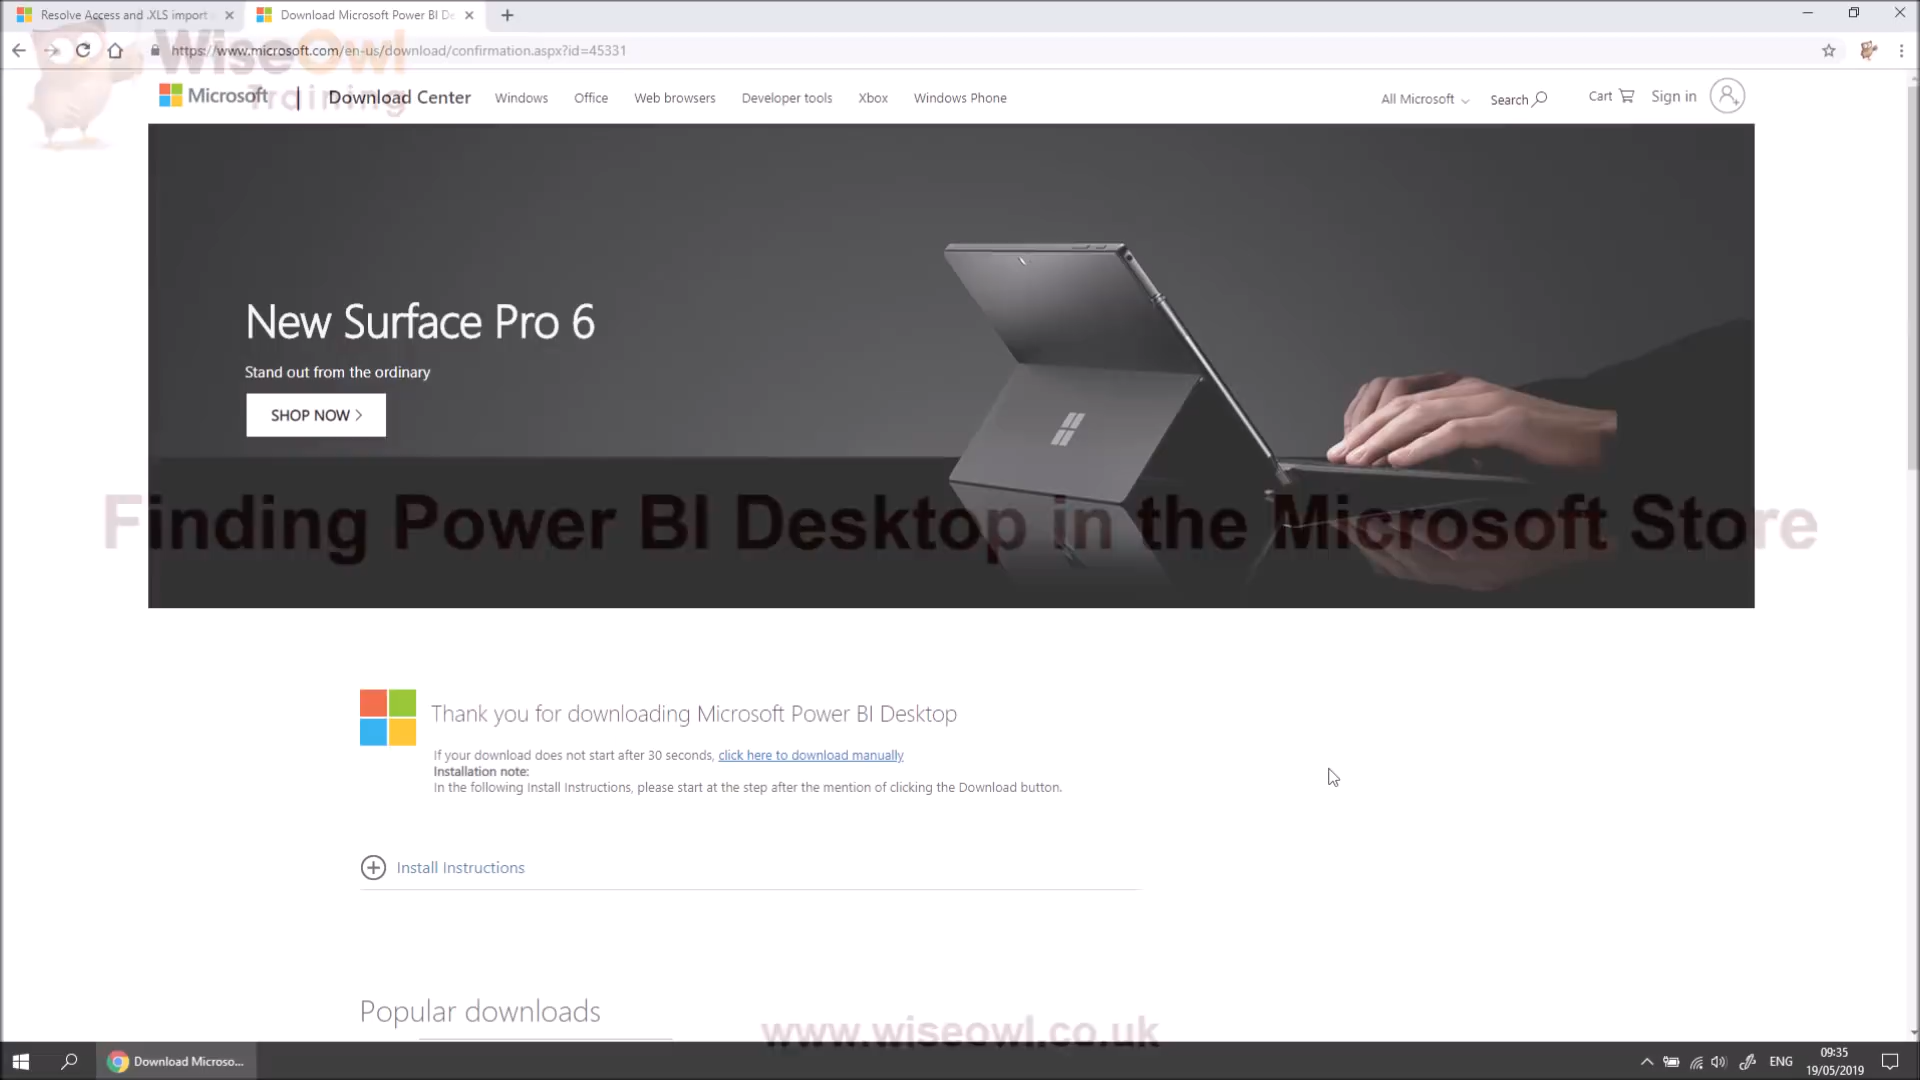 Resolve Access and .XLS import
Download Microsoft Power BI De
https://www.microsoft.com/en-us/download/confirmation.aspx?id=45331
WiseOwl
Training
Microsoft
Download Center
Windows
Office
Web browsers
Developer tools
Xbox
Windows Phone
All Microsoft
Search
Cart
Sign in
New Surface Pro 6
Stand out from the ordinary
SHOP NOW
Finding Power BI Desktop in the Microsoft Store
Thank you for downloading Microsoft Power BI Desktop
If your download does not start after 30 seconds, click here to download manually
Installation note:
In the following Install Instructions, please start at the step after the mention of clicking the Download button.
Install Instructions
Popular downloads
www.wiseowl.co.uk
Download Microso...
ENG
09:35
19/05/2019